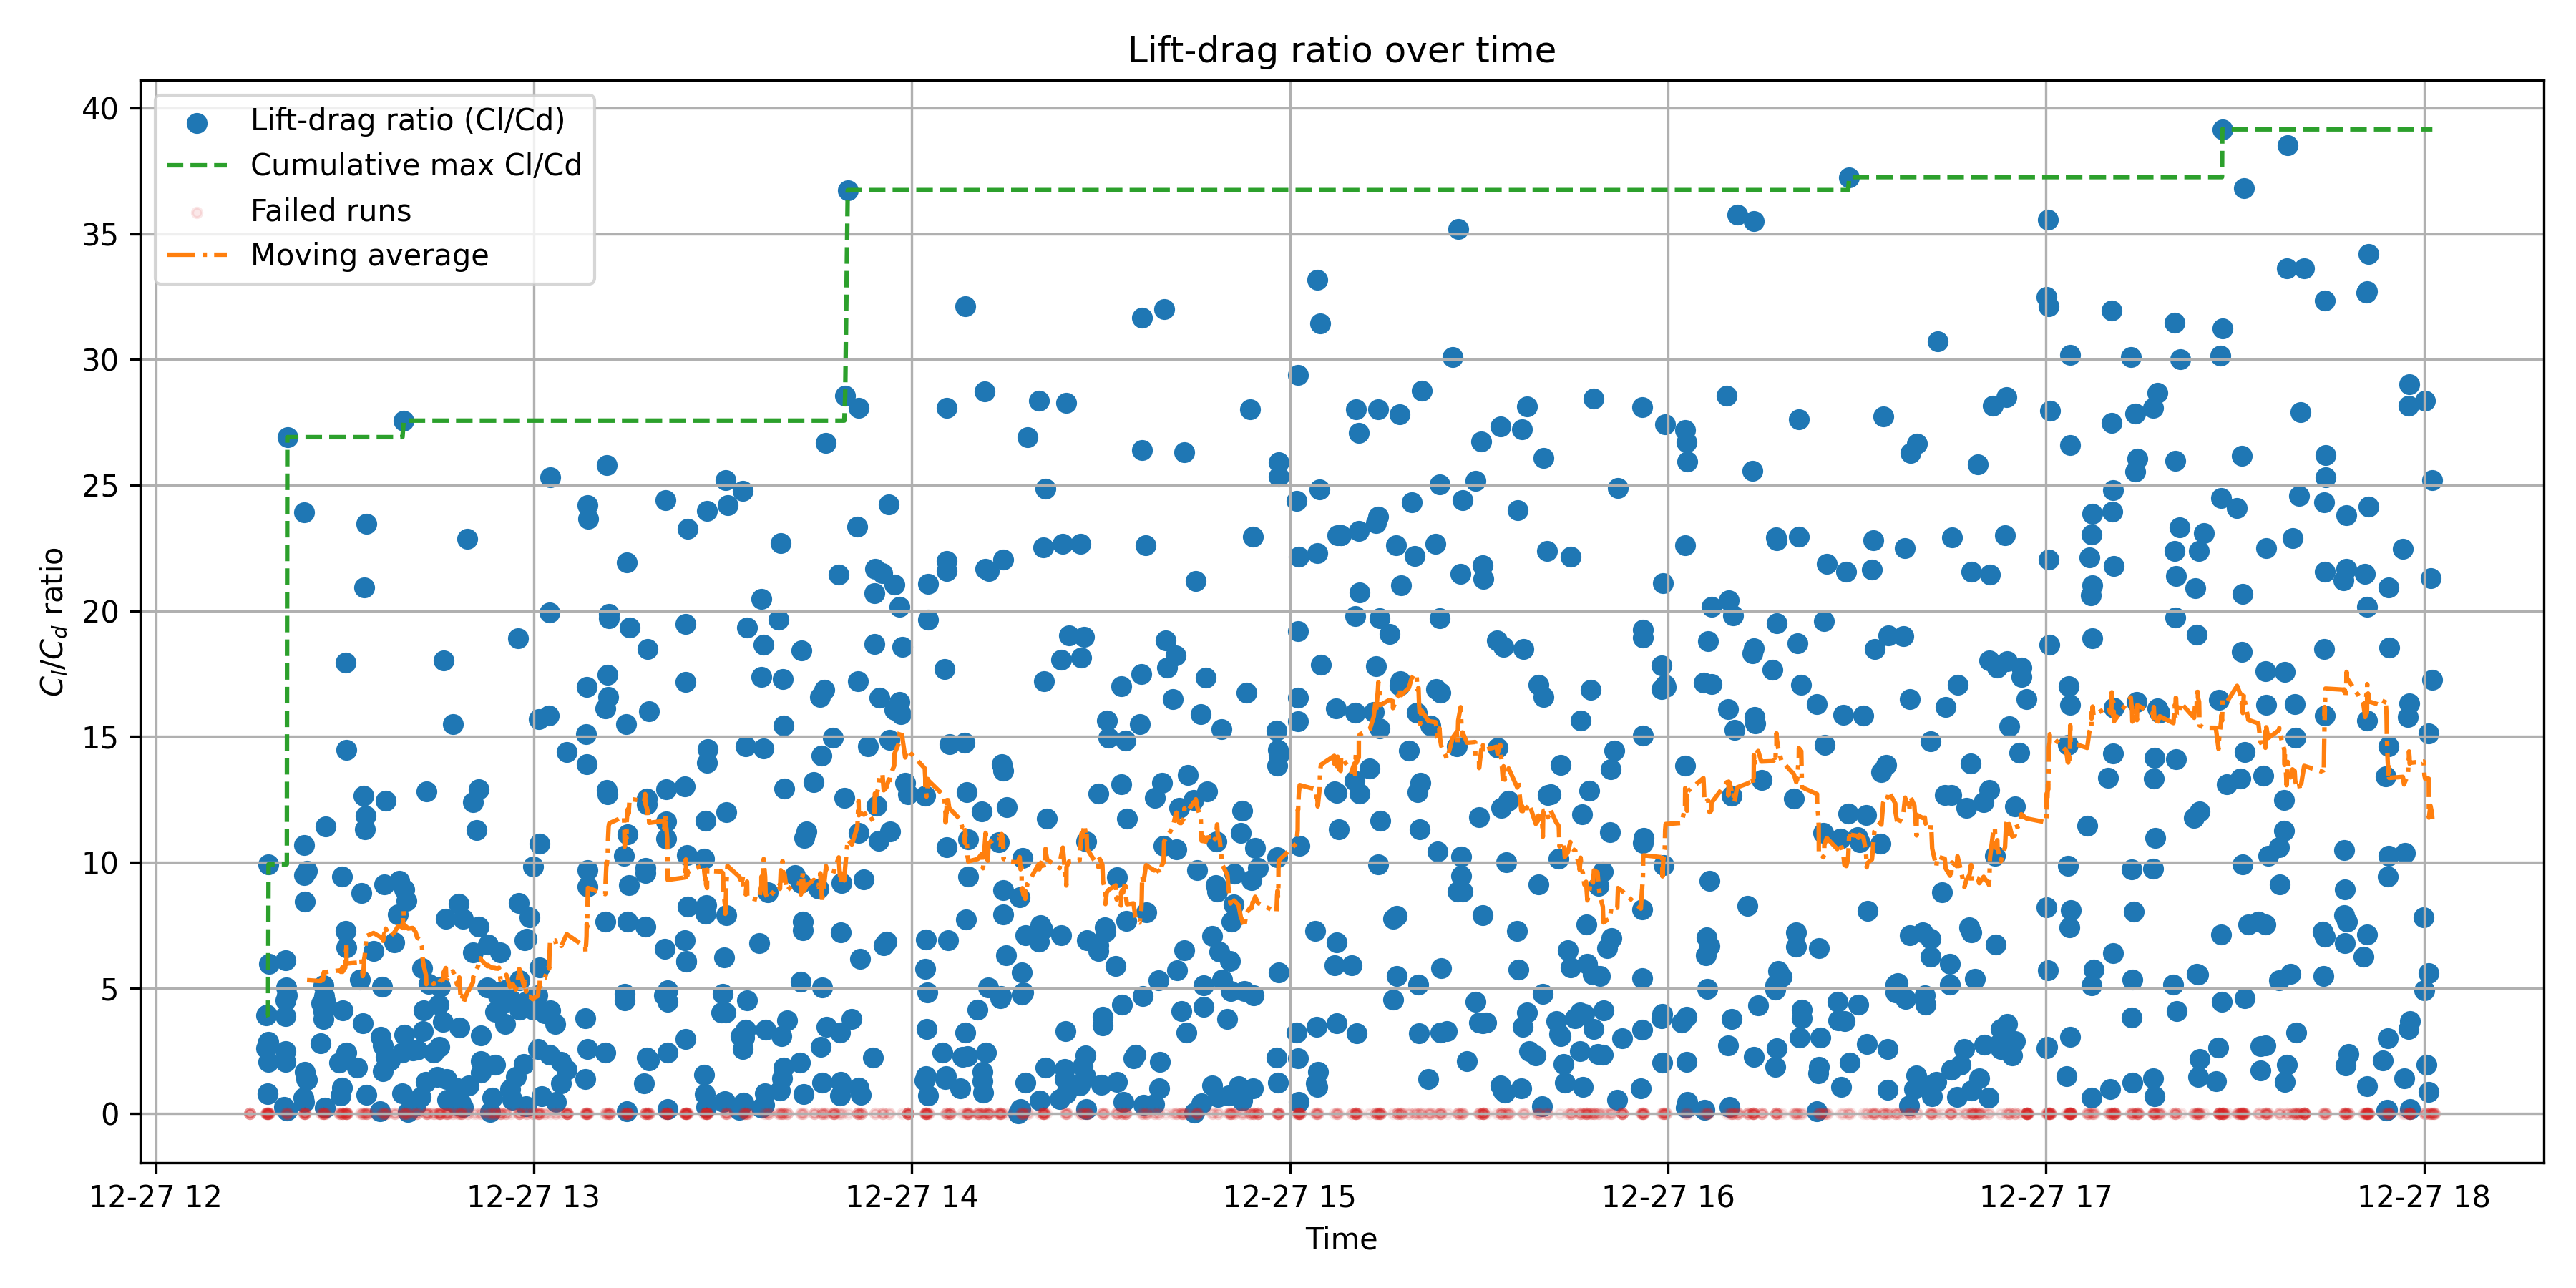 Lift-drag ratio over time
Lift-drag ratio (Cl/Cd)
Cumulative max Cl/Cd
Failed runs
Moving average
40
35
30
25
20
15
10
5
0
C_l/C_d ratio
12-27 12
12-27 13
12-27 14
12-27 15
12-27 16
12-27 17
12-27 18
Time